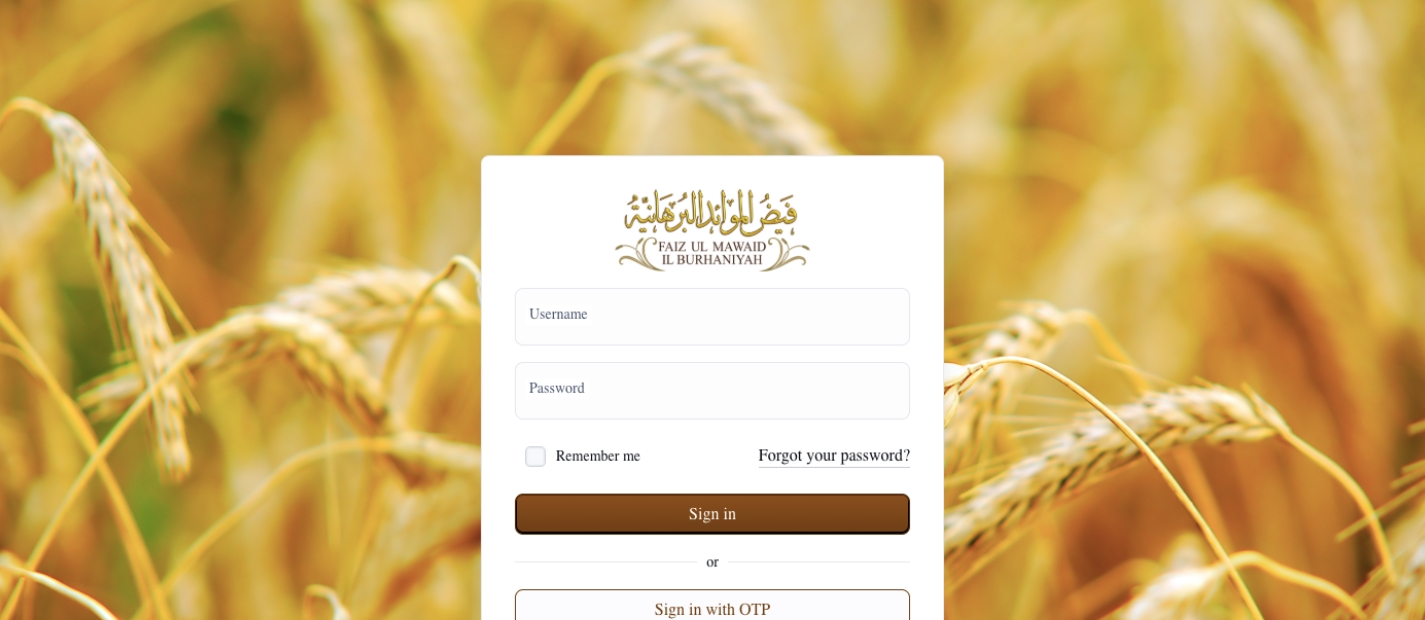 فيض الموائد البرهانية
FAIZ UL MAWAID
IL BURHANIYAH
Username
Password
Remember me
Forgot your password?
Sign in
or
Sign in with OTP